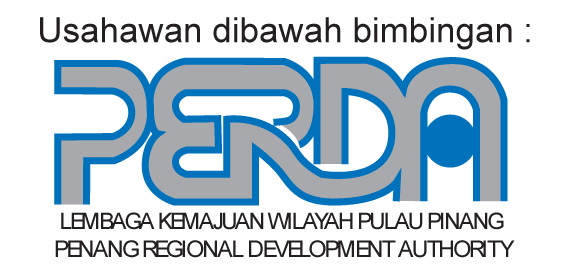 Usahawan dibawah bimbingan :
PERDA
LEMBAGA KEMAJUAN WILAYAH PULAU PINANG
PENANG REGIONAL DEVELOPMENT AUTHORITY